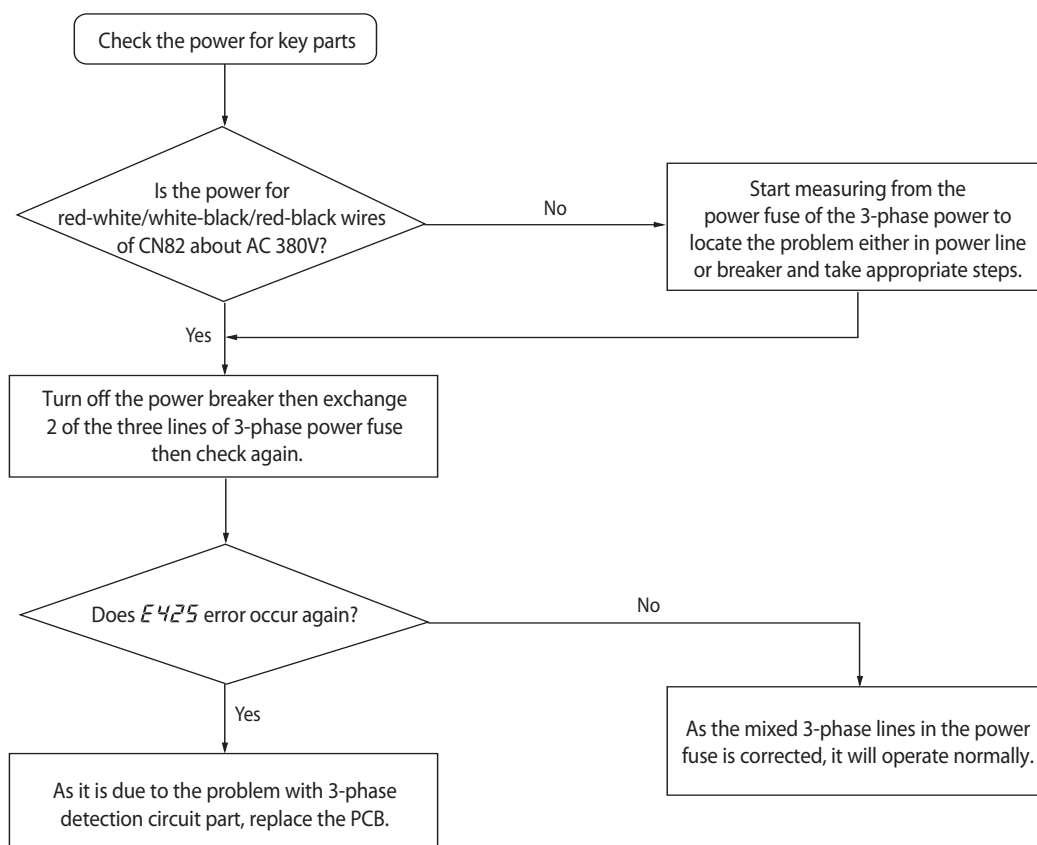 Check the power for key parts
Is the power for
red-white/white-black/red-black wires
of CN82 about AC 380V?
No
Start measuring from the
power fuse of the 3-phase power to
locate the problem either in power line
or breaker and take appropriate steps.
Yes
Turn off the power breaker then exchange
2 of the three lines of 3-phase power fuse
then check again.
Does E425 error occur again?
No
Yes
As the mixed 3-phase lines in the power
fuse is corrected, it will operate normally.
As it is due to the problem with 3-phase
detection circuit part, replace the PCB.